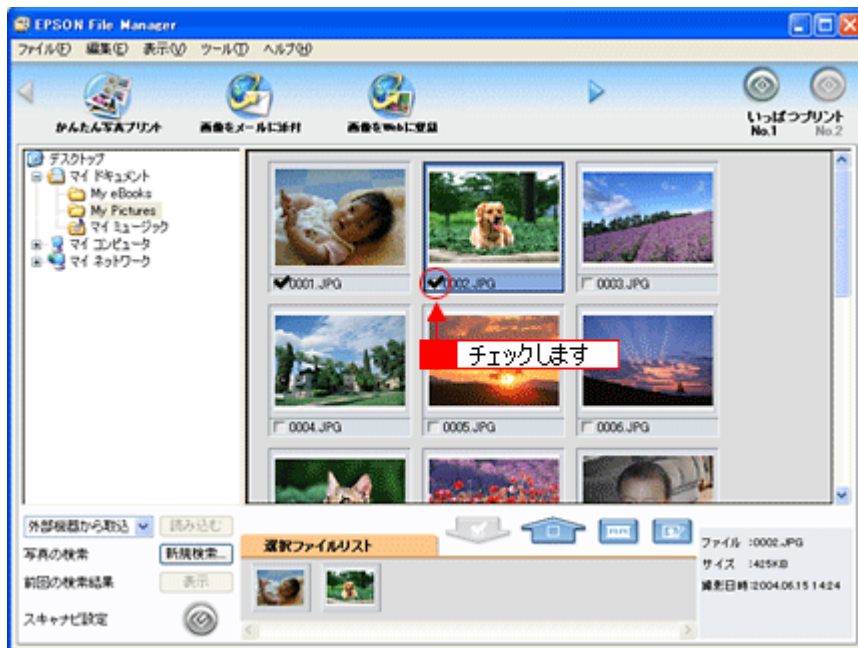 EPSON File Manager
ファイル(F) 編集(E) 表示(V) ツール(T) ヘルプ(H)
かんたん写真プリント
画像をメールに添付
画像をWebに登録
いっぱつプリント
No.1 No.2
デスクトップ
マイ ドキュメント
My eBooks
My Pictures
マイ ミュージック
マイ コンピュータ
マイ ネットワーク
0001.JPG
0002.JPG
0003.JPG
チェックします
0004.JPG
0005.JPG
0006.JPG
外部機器から取込
読み込む
写真の検索
新規検索...
前回の検索結果
表示
スキャナビ設定
選択ファイルリスト
ファイル :0002.JPG
サイズ :425KB
撮影日時:2004.06.15 14:24